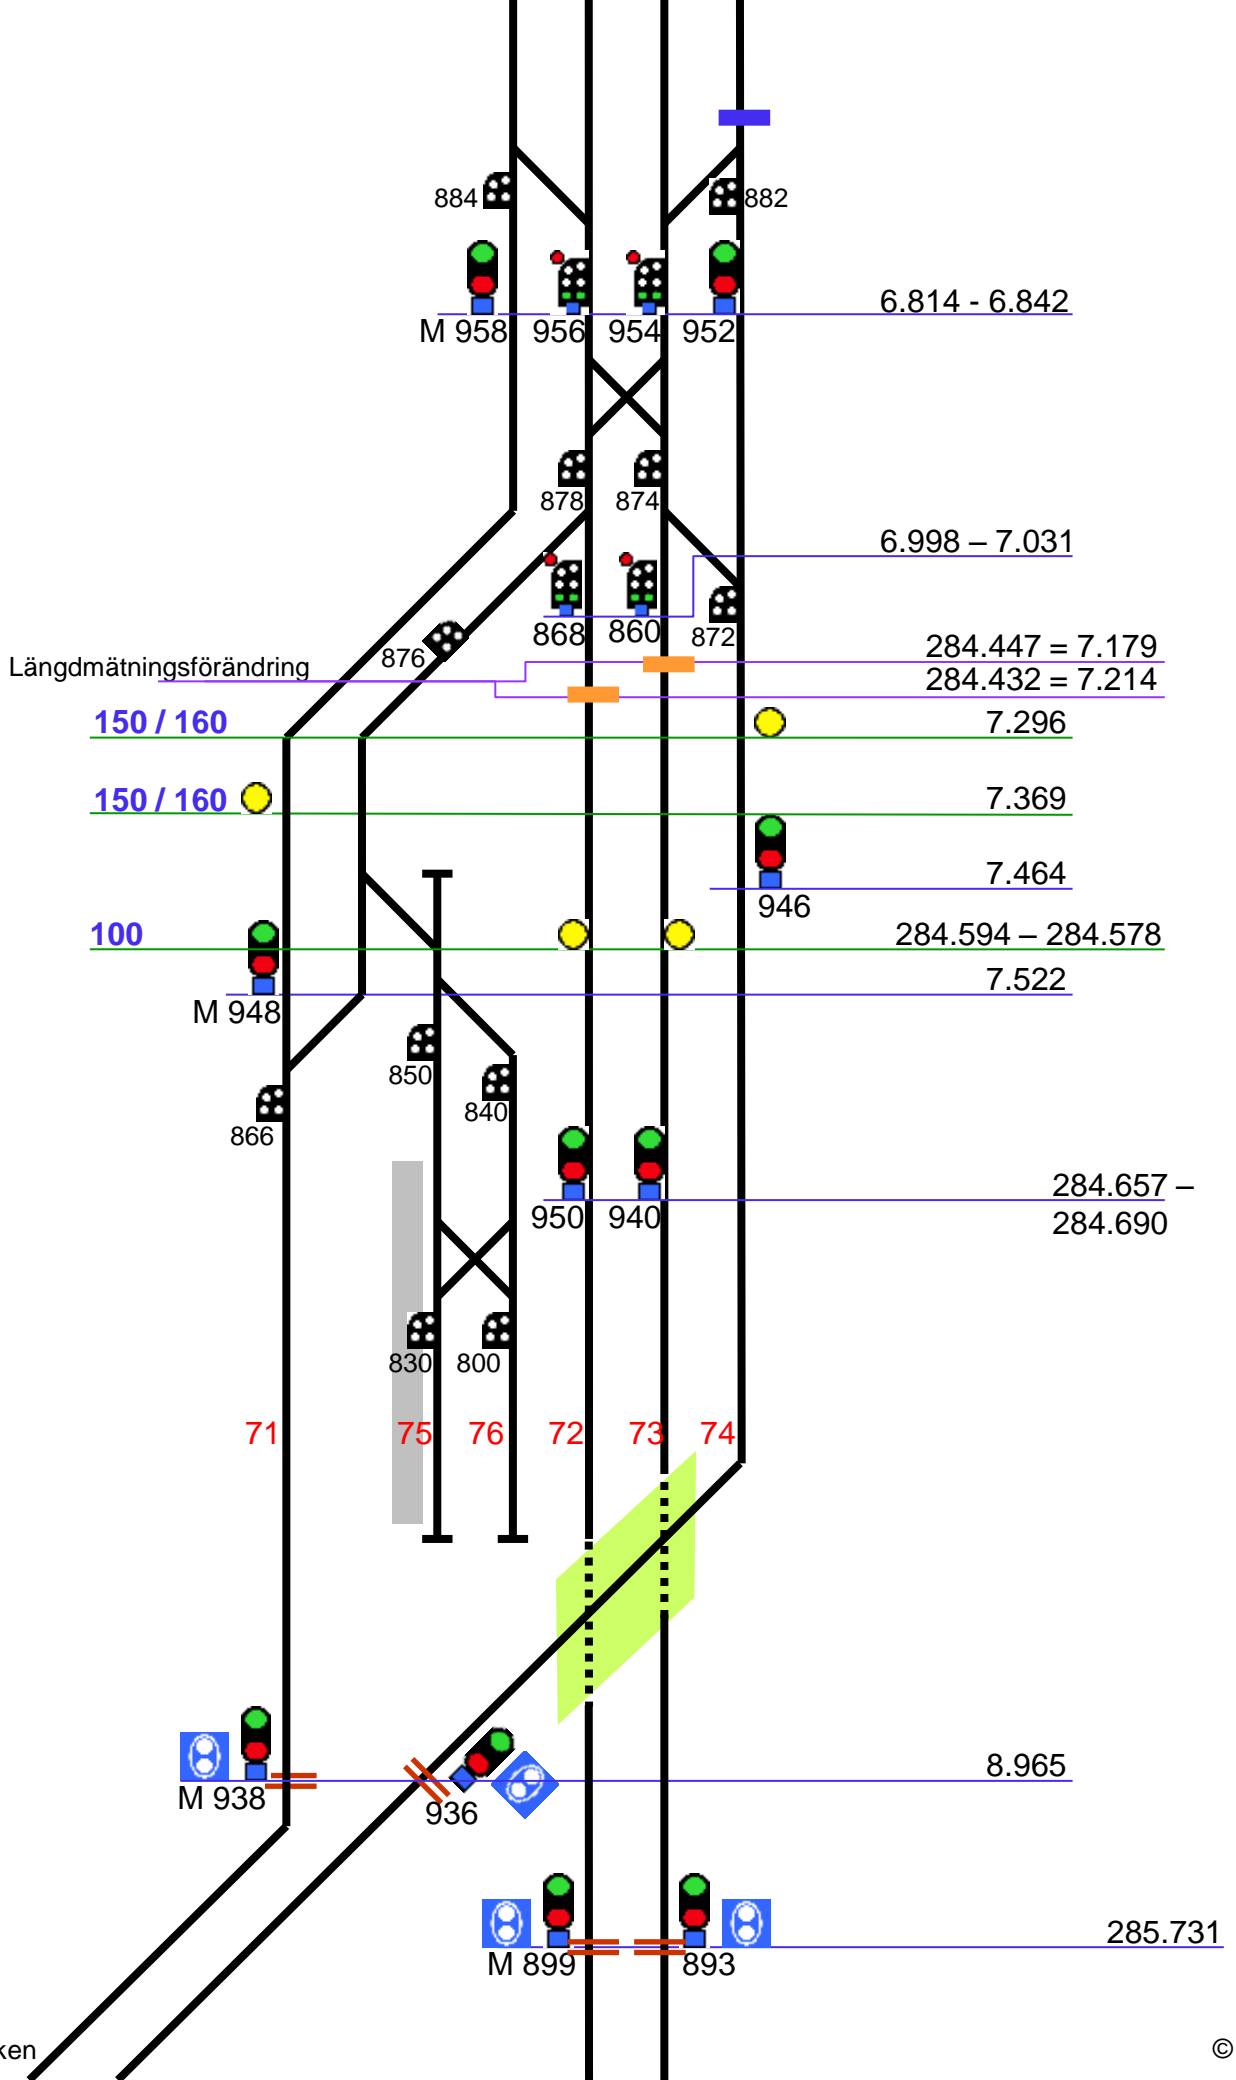 884
882
6.814 - 6.842
M 958
956
954
952
878
874
6.998 – 7.031
868
860
872
876
284.447 = 7.179
Längdmätningsförändring
284.432 = 7.214
150 / 160
7.296
150 / 160
7.369
7.464
946
100
284.594 – 284.578
7.522
M 948
850
840
866
284.657 –
950
940
284.690
830
800
71
75
76
72
73
74
8.965
M 938
936
285.731
M 899
893
ken
©